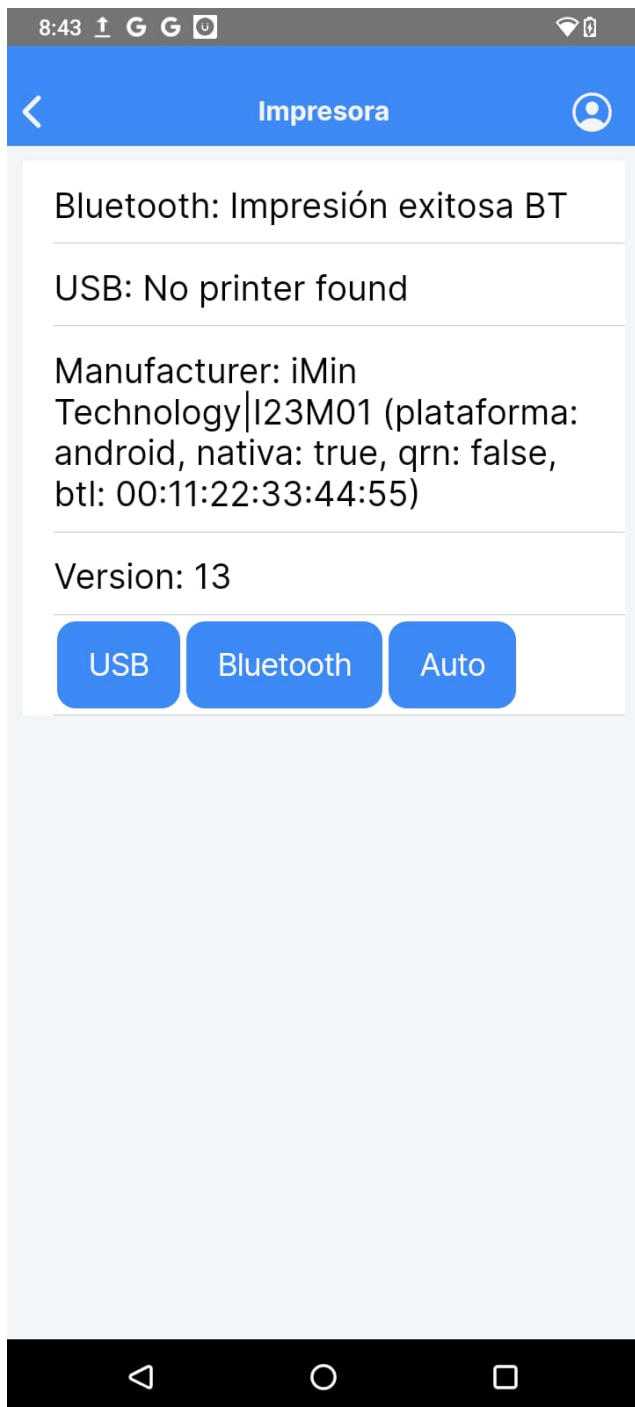 8:43 G G
Impresora
Bluetooth: Impresión exitosa BT
USB: No printer found
Manufacturer: iMin
Technology|I23M01 (plataforma:
android, nativa: true, qrn: false,
btl: 00:11:22:33:44:55)
Version: 13
USB Bluetooth Auto